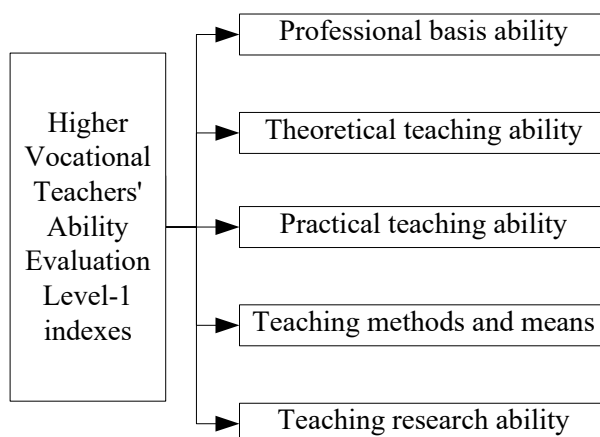 Higher
Vocational
Teachers'
Ability
Evaluation
Level-1
indexes
Professional basis ability
Theoretical teaching ability
Practical teaching ability
Teaching methods and means
Teaching research ability